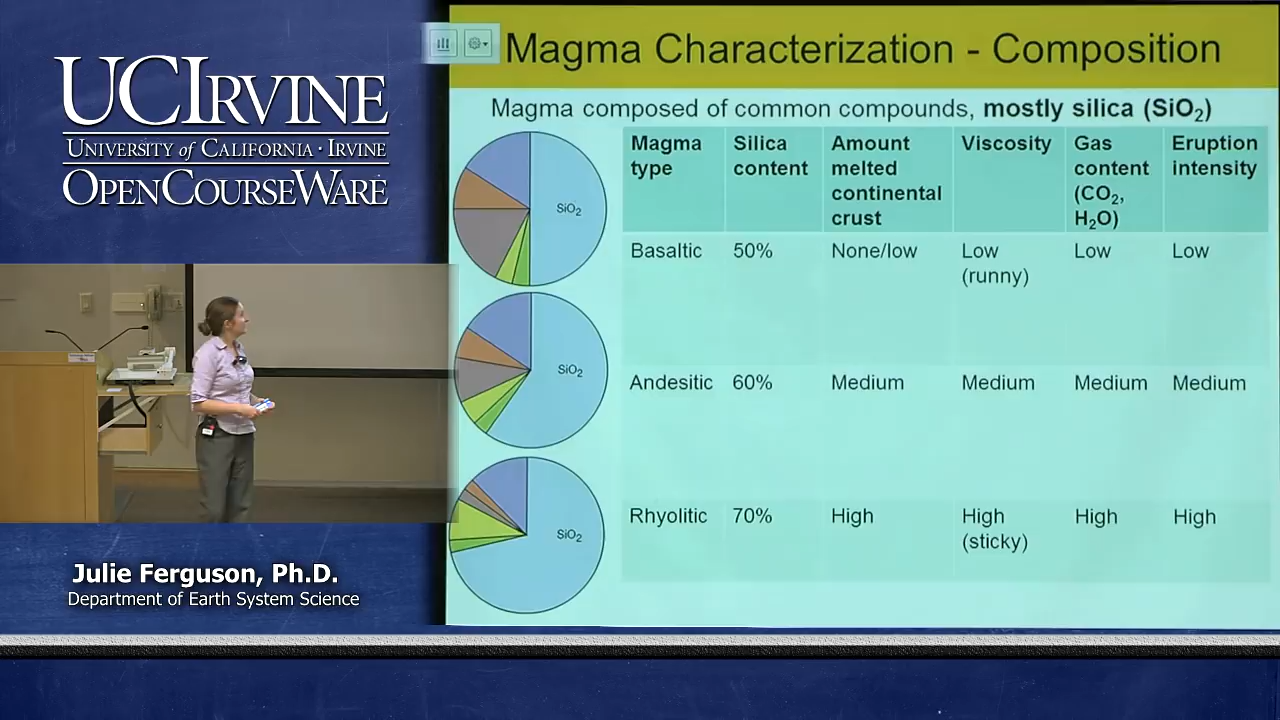 UCIRVINE
UNIVERSITY of CALIFORNIA · IRVINE
OPENCOURSEWARE
Julie Ferguson, Ph.D.
Department of Earth System Science
Magma Characterization - Composition
Magma composed of common compounds, mostly silica (SiO₂)
SiO₂
SiO₂
SiO₂
Magma type Silica content Amount melted continental crust Viscosity Gas content (CO₂, H₂O) Eruption intensity
Basaltic 50% None/low Low (runny) Low Low
Andesitic 60% Medium Medium Medium Medium
Rhyolitic 70% High High (sticky) High High